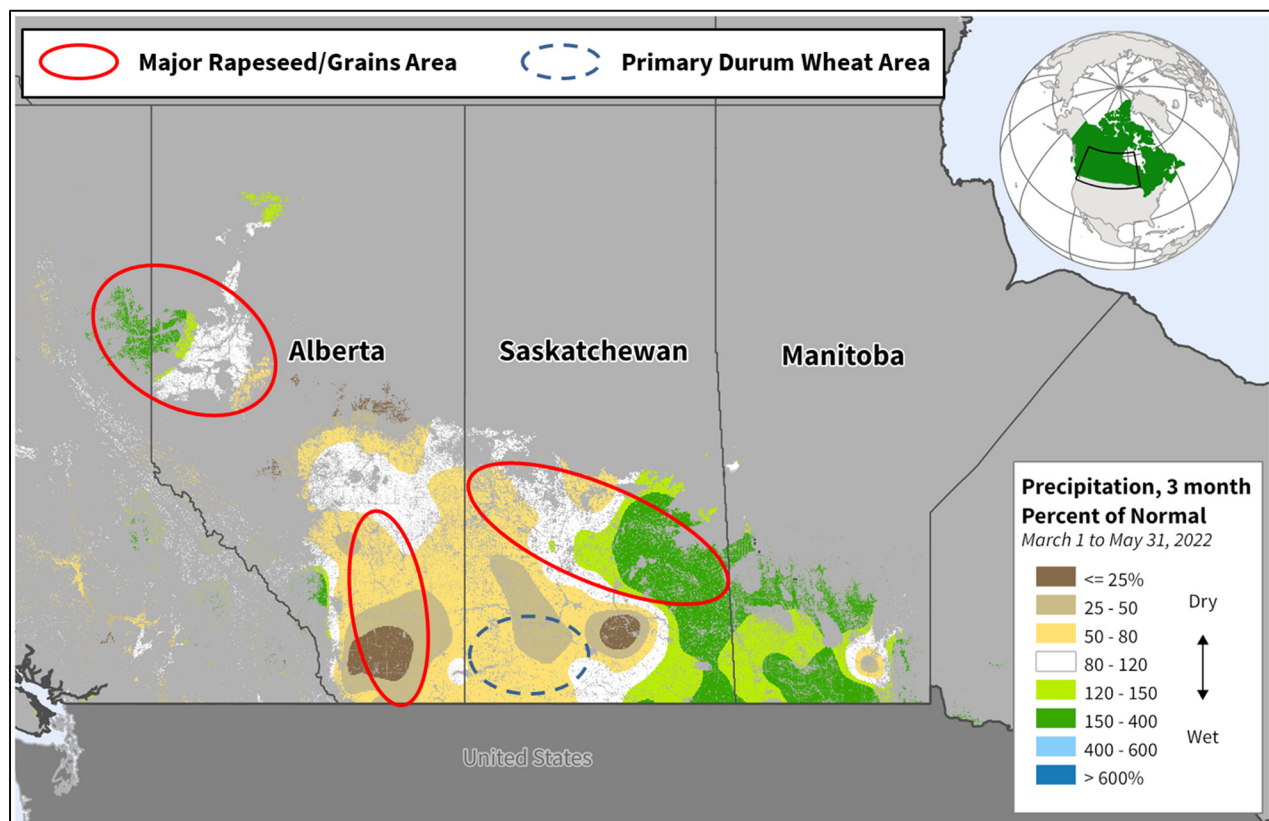 Major Rapeseed/Grains Area
Primary Durum Wheat Area
Alberta
Saskatchewan
Manitoba
United States
Precipitation, 3 month
Percent of Normal
March 1 to May 31, 2022
<= 25%
25 - 50
50 - 80
80 - 120
120 - 150
150 - 400
400 - 600
> 600%
Dry
Wet